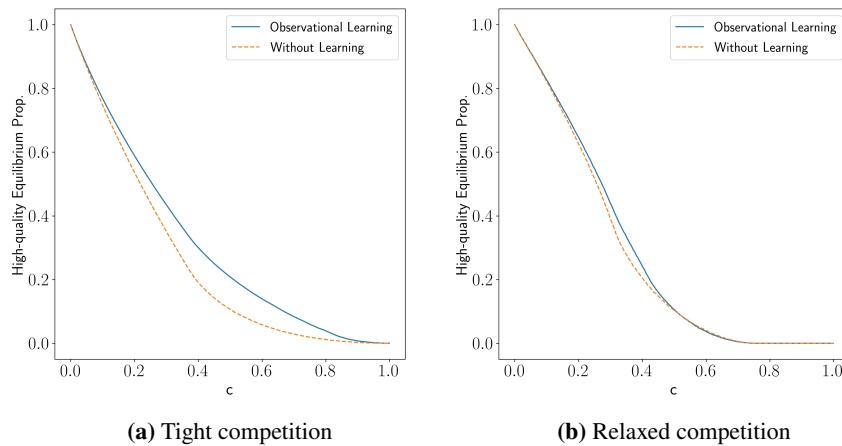 1.0
0.8
0.6
0.4
0.2
0.0
High-quality Equilibrium Prop.
Observational Learning
Without Learning
0.0 0.2 0.4 0.6 0.8 1.0
c
(a) Tight competition
1.0
0.8
0.6
0.4
0.2
0.0
High-quality Equilibrium Prop.
Observational Learning
Without Learning
0.0 0.2 0.4 0.6 0.8 1.0
c
(b) Relaxed competition